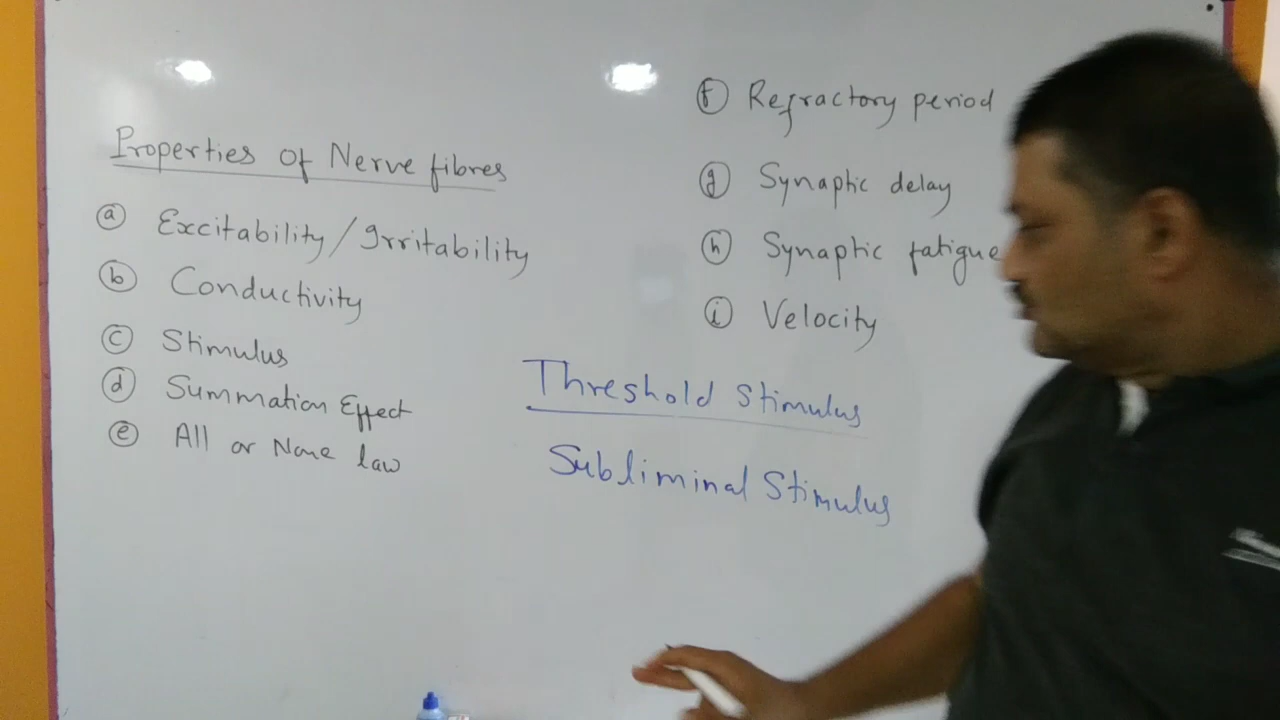 Properties of Nerve fibres
ⓐ Excitability/Irritability
ⓑ Conductivity
ⓒ Stimulus
ⓓ Summation Effect
ⓔ All or None law
ⓕ Refractory period
ⓖ Synaptic delay
ⓗ Synaptic fatigue
ⓘ Velocity
Threshold Stimulus
Subliminal Stimulus